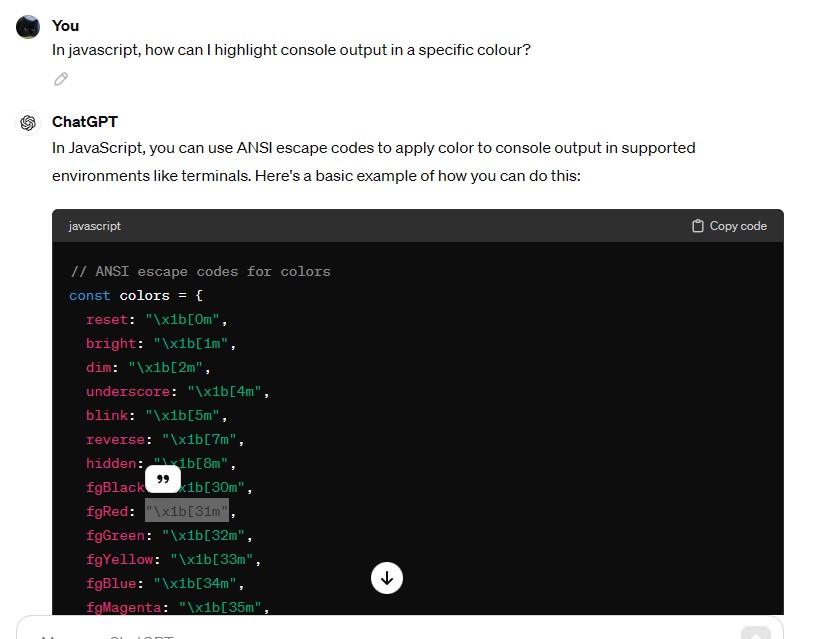 You
In javascript, how can I highlight console output in a specific colour?
ChatGPT
In JavaScript, you can use ANSI escape codes to apply color to console output in supported
environments like terminals. Here's a basic example of how you can do this:
javascript Copy code
// ANSI escape codes for colors
const colors = {
reset: "\x1b[0m",
bright: "\x1b[1m",
dim: "\x1b[2m",
underscore: "\x1b[4m",
blink: "\x1b[5m",
reverse: "\x1b[7m",
hidden: "\x1b[8m",
fgBlack x1b[30m",
fgRed: "\x1b[31m",
fgGreen: "\x1b[32m",
fgYellow: "\x1b[33m",
fgBlue: "\x1b[34m",
fgMagenta: "\x1b[35m",